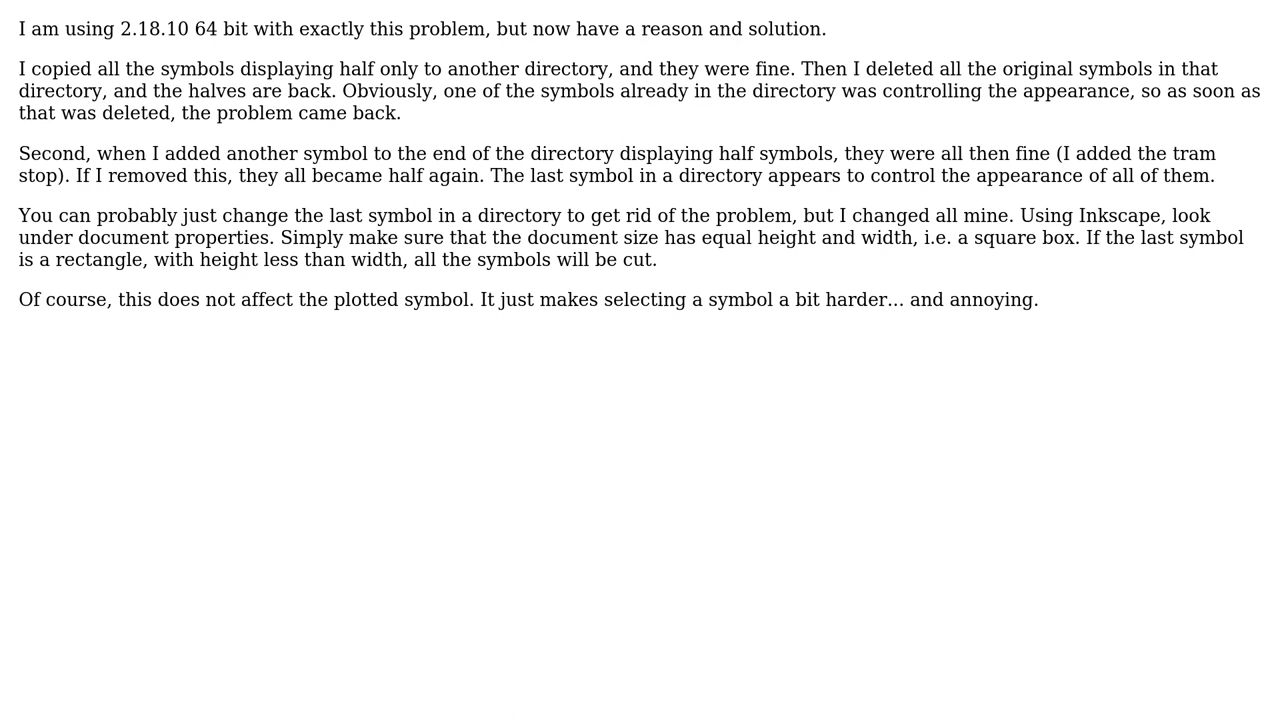 I am using 2.18.10 64 bit with exactly this problem, but now have a reason and solution.
I copied all the symbols displaying half only to another directory, and they were fine. Then I deleted all the original symbols in that
directory, and the halves are back. Obviously, one of the symbols already in the directory was controlling the appearance, so as soon as
that was deleted, the problem came back.
Second, when I added another symbol to the end of the directory displaying half symbols, they were all then fine (I added the tram
stop). If I removed this, they all became half again. The last symbol in a directory appears to control the appearance of all of them.
You can probably just change the last symbol in a directory to get rid of the problem, but I changed all mine. Using Inkscape, look
under document properties. Simply make sure that the document size has equal height and width, i.e. a square box. If the last symbol
is a rectangle, with height less than width, all the symbols will be cut.
Of course, this does not affect the plotted symbol. It just makes selecting a symbol a bit harder... and annoying.